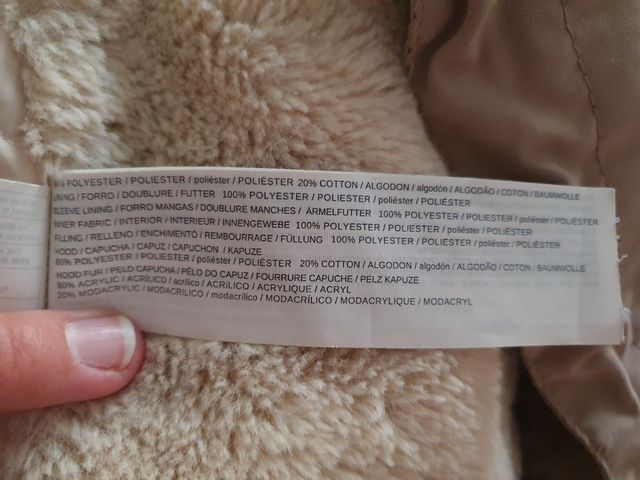 % POLYESTER / POLIESTER / poliéster / POLIÉSTER 20% COTTON / ALGODON / algodón / ALGODÃO / COTON / BAUMWOLLE
LINING / FORRO / DOUBLURE / FUTTER 100% POLYESTER / POLIESTER / poliéster / POLIÉSTER
SLEEVE LINING / FORRO MANGAS / DOUBLURE MANCHES / ÄRMELFUTTER 100% POLYESTER / POLIESTER / poliéster / POLIÉSTER
INNER FABRIC / INTERIOR / INTERIEUR / INNENGEWEBE 100% POLYESTER / POLIESTER / poliéster / POLIÉSTER
FILLING / RELLENO / ENCHIMENTO / REMBOURRAGE / FÜLLUNG 100% POLYESTER / POLIESTER / poliéster / POLIÉSTER
HOOD / CAPUCHA / CAPUZ / CAPUCHON / KAPUZE
80% POLYESTER / POLIESTER / poliéster / POLIÉSTER 20% COTTON / ALGODON / algodón / ALGODÃO / COTON / BAUMWOLLE
HOOD FUR / PELO CAPUCHA / PÊLO DO CAPUZ / FOURRURE CAPUCHE / PELZ KAPUZE
80% ACRYLIC / ACRILICO / acrílico / ACRÍLICO / ACRYLIQUE / ACRYL
20% MODACRYLIC / MODACRILICO / modacrílico / MODACRÍLICO / MODACRYLIQUE / MODACRYL